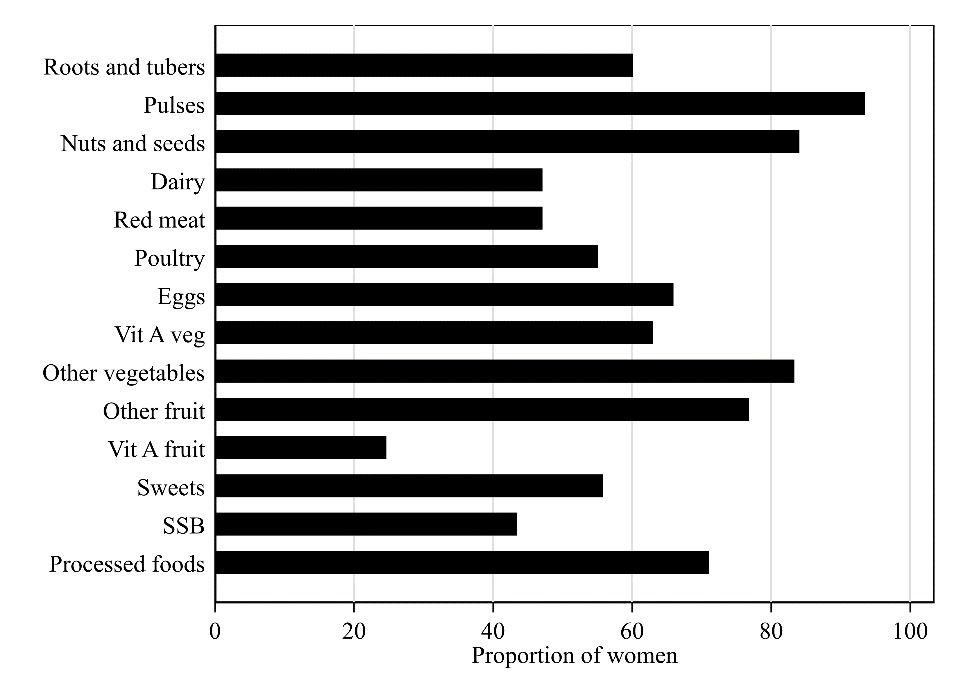 Roots and tubers
Pulses
Nuts and seeds
Dairy
Red meat
Poultry
Eggs
Vit A veg
Other vegetables
Other fruit
Vit A fruit
Sweets
SSB
Processed foods
0 20 40 60 80 100
Proportion of women